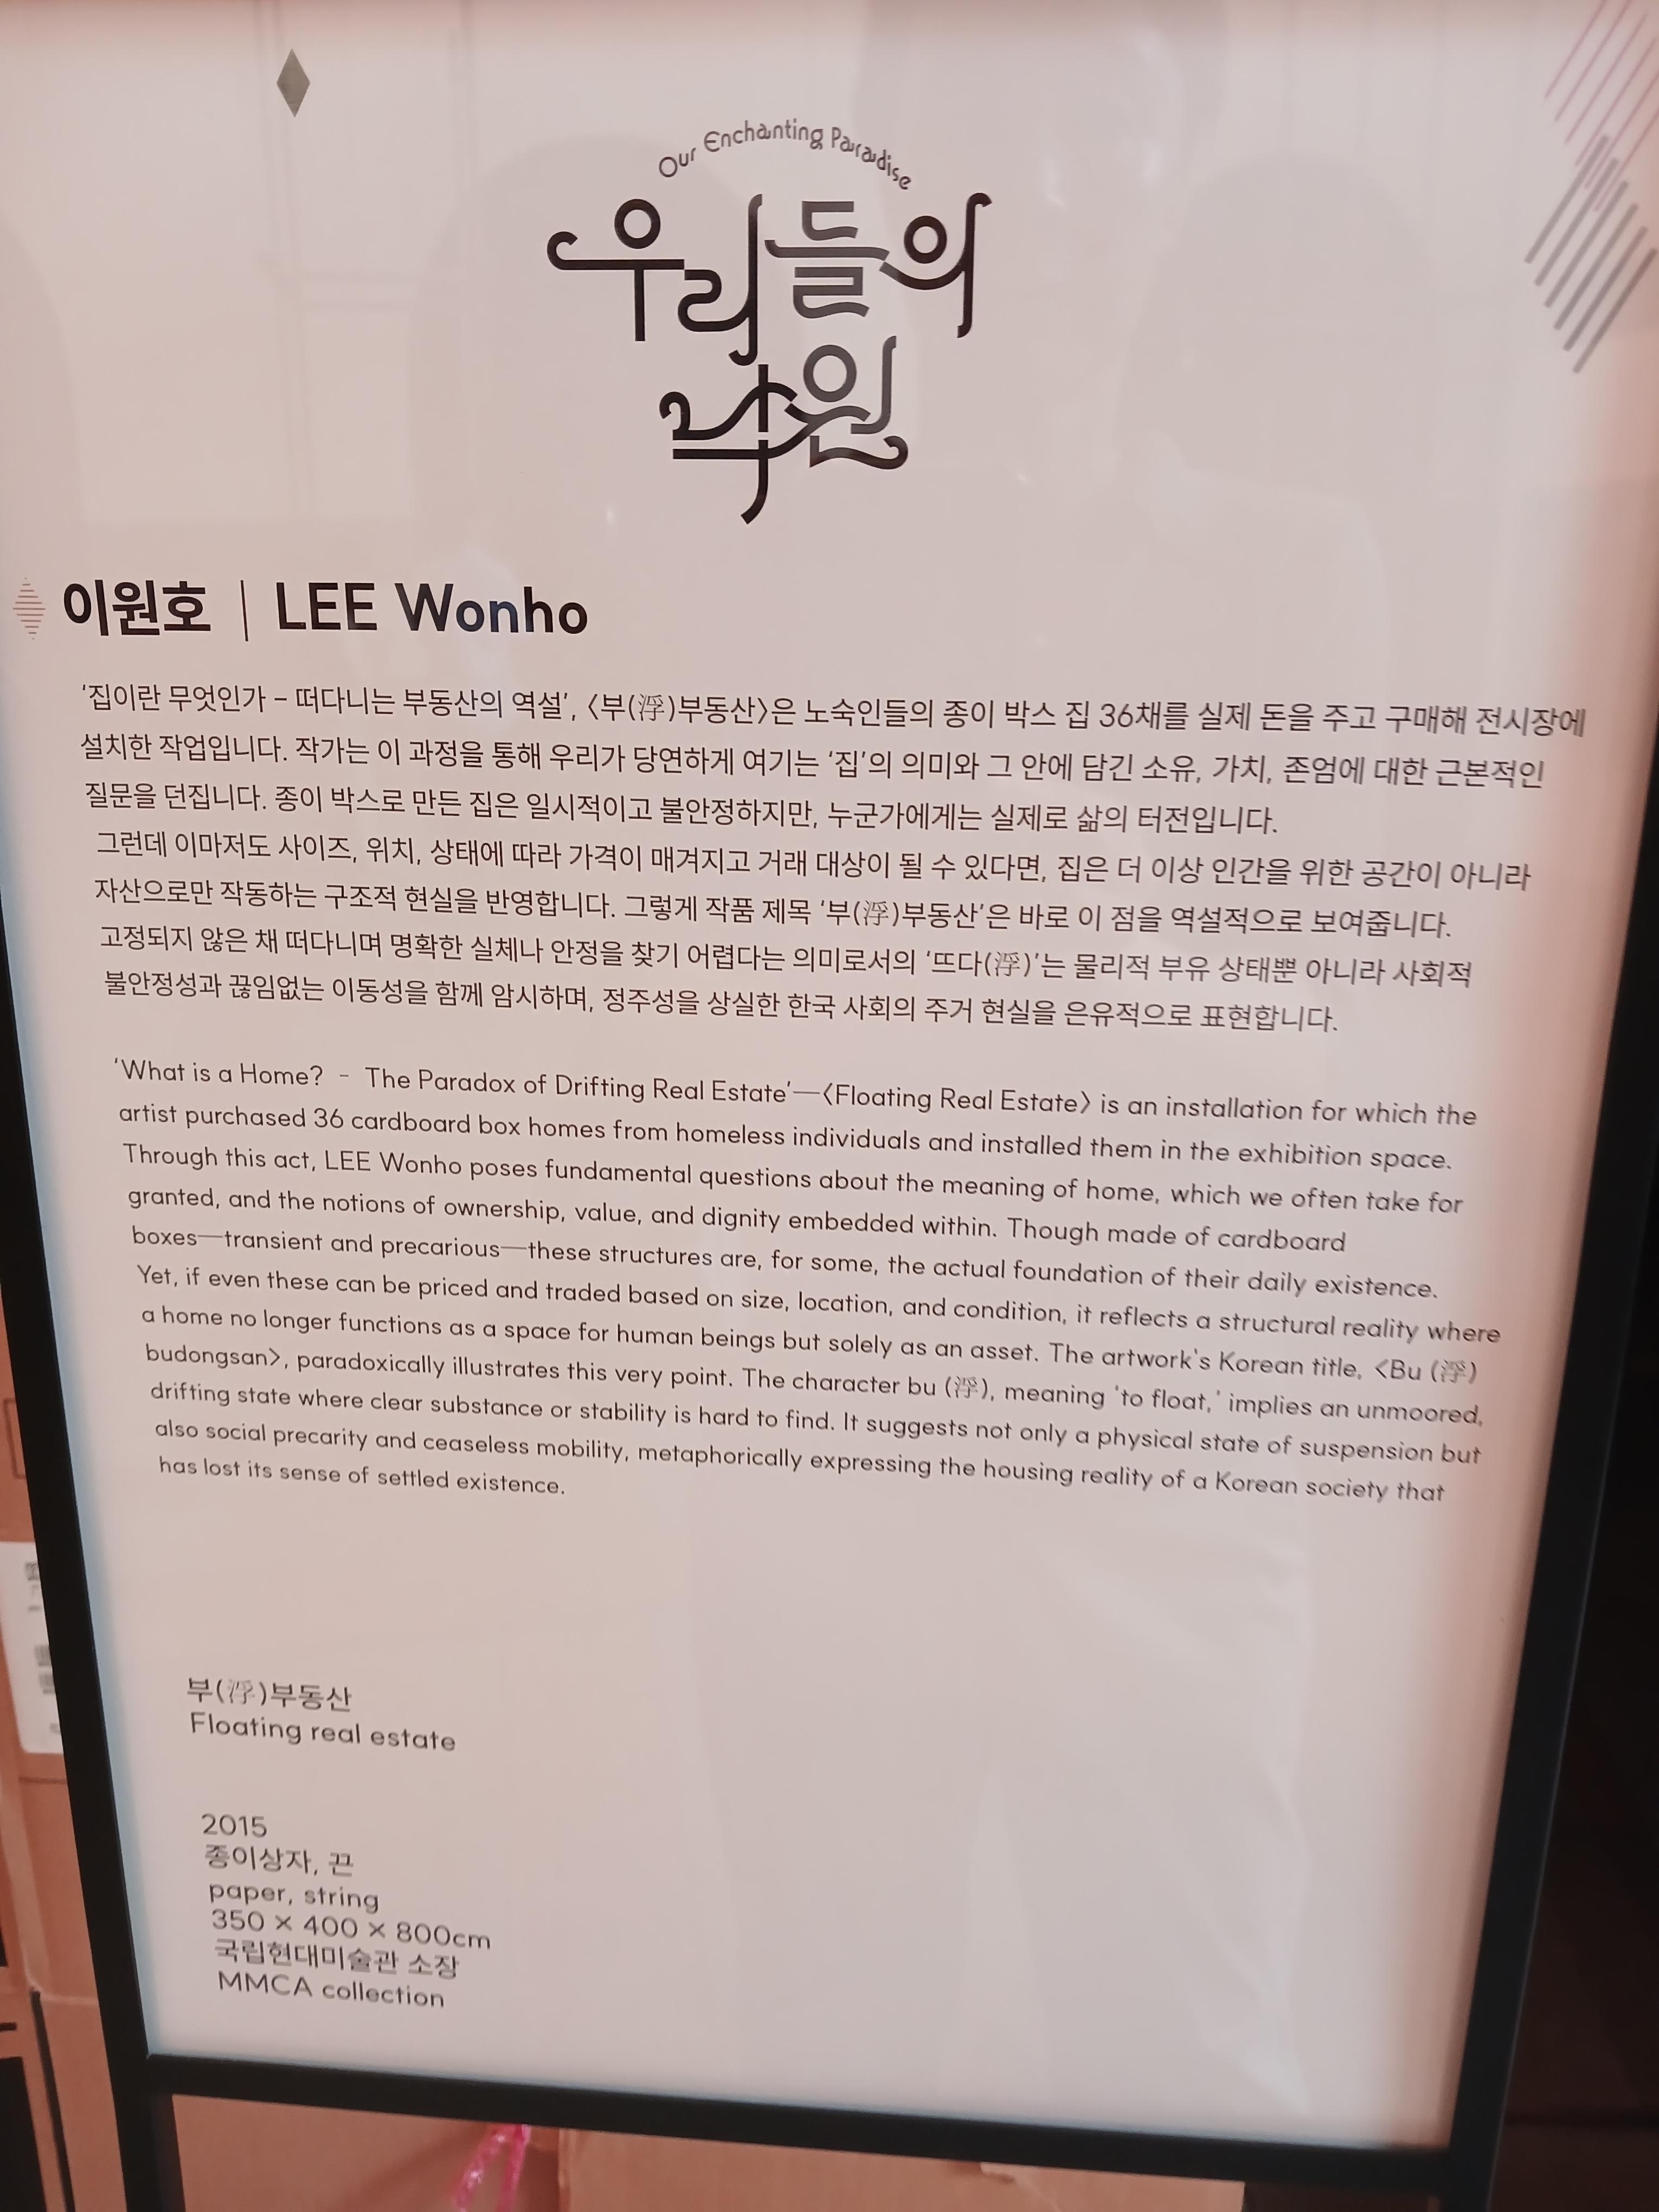 Our Enchanting Paradise
우리들의
낙원
이원호 | LEE Wonho
‘집이란 무엇인가 – 떠다니는 부동산의 역설’, 〈부(浮)부동산〉은 노숙인들의 종이 박스 집 36채를 실제 돈을 주고 구매해 전시장에
설치한 작업입니다. 작가는 이 과정을 통해 우리가 당연하게 여기는 ‘집’의 의미와 그 안에 담긴 소유, 가치, 존엄에 대한 근본적인
질문을 던집니다. 종이 박스로 만든 집은 일시적이고 불안정하지만, 누군가에게는 실제로 삶의 터전입니다.
그런데 이마저도 사이즈, 위치, 상태에 따라 가격이 매겨지고 거래 대상이 될 수 있다면, 집은 더 이상 인간을 위한 공간이 아니라
자산으로만 작동하는 구조적 현실을 반영합니다. 그렇게 작품 제목 ‘부(浮)부동산’은 바로 이 점을 역설적으로 보여줍니다.
고정되지 않은 채 떠다니며 명확한 실체나 안정을 찾기 어렵다는 의미로서의 ‘뜨다(浮)’는 물리적 부유 상태뿐 아니라 사회적
불안정성과 끊임없는 이동성을 함께 암시하며, 정주성을 상실한 한국 사회의 주거 현실을 은유적으로 표현합니다.
‘What is a Home? - The Paradox of Drifting Real Estate’—〈Floating Real Estate〉 is an installation for which the
artist purchased 36 cardboard box homes from homeless individuals and installed them in the exhibition space.
Through this act, LEE Wonho poses fundamental questions about the meaning of home, which we often take for
granted, and the notions of ownership, value, and dignity embedded within. Though made of cardboard
boxes—transient and precarious—these structures are, for some, the actual foundation of their daily existence.
Yet, if even these can be priced and traded based on size, location, and condition, it reflects a structural reality where
a home no longer functions as a space for human beings but solely as an asset. The artwork's Korean title, <Bu (浮)
budongsan>, paradoxically illustrates this very point. The character bu (浮), meaning ‘to float,’ implies an unmoored,
drifting state where clear substance or stability is hard to find. It suggests not only a physical state of suspension but
also social precarity and ceaseless mobility, metaphorically expressing the housing reality of a Korean society that
has lost its sense of settled existence.
부(浮)부동산
Floating real estate
2015
종이상자, 끈
paper, string
350 × 400 × 800cm
국립현대미술관 소장
MMCA collection